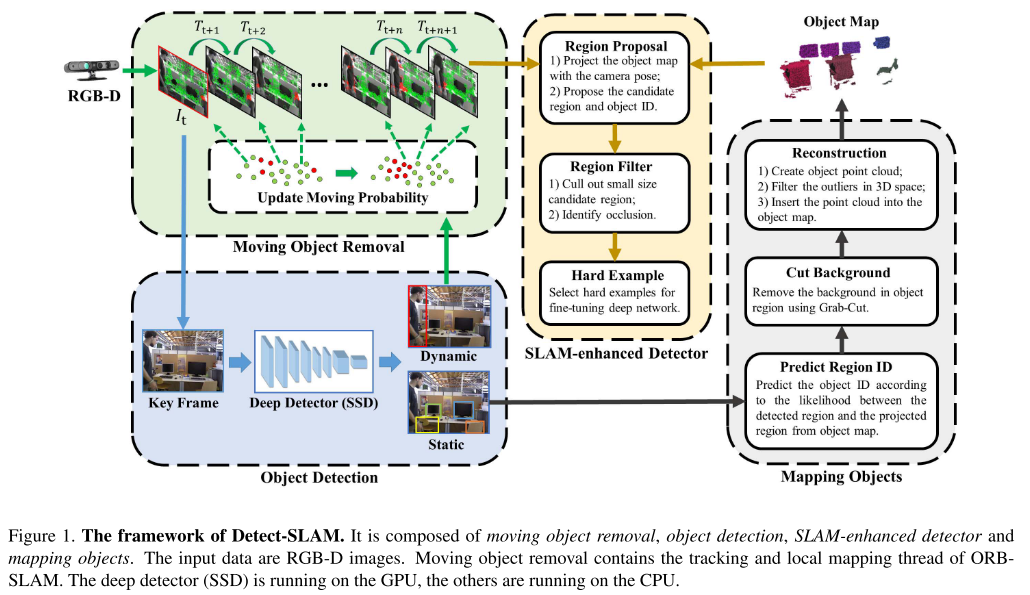 RGB-D
T_{t+1}
T_{t+2}
T_{t+n}
T_{t+n+1}
...
I_t
Update Moving Probability
Moving Object Removal
Key Frame
Deep Detector (SSD)
Dynamic
Static
Object Detection
Region Proposal
1) Project the object map
with the camera pose;
2) Propose the candidate
region and object ID.
Region Filter
1) Cull out small size
candidate region;
2) Identify occlusion.
Hard Example
Select hard examples for
fine-tuning deep network.
SLAM-enhanced Detector
Object Map
Reconstruction
1) Create object point cloud;
2) Filter the outliers in 3D space;
3) Insert the point cloud into the
object map.
Cut Background
Remove the background in object
region using Grab-Cut.
Predict Region ID
Predict the object ID according
to the likelihood between the
detected region and the projected
region from object map.
Mapping Objects
Figure 1. The framework of Detect-SLAM. It is composed of moving object removal, object detection, SLAM-enhanced detector and
mapping objects. The input data are RGB-D images. Moving object removal contains the tracking and local mapping thread of ORB-
SLAM. The deep detector (SSD) is running on the GPU, the others are running on the CPU.